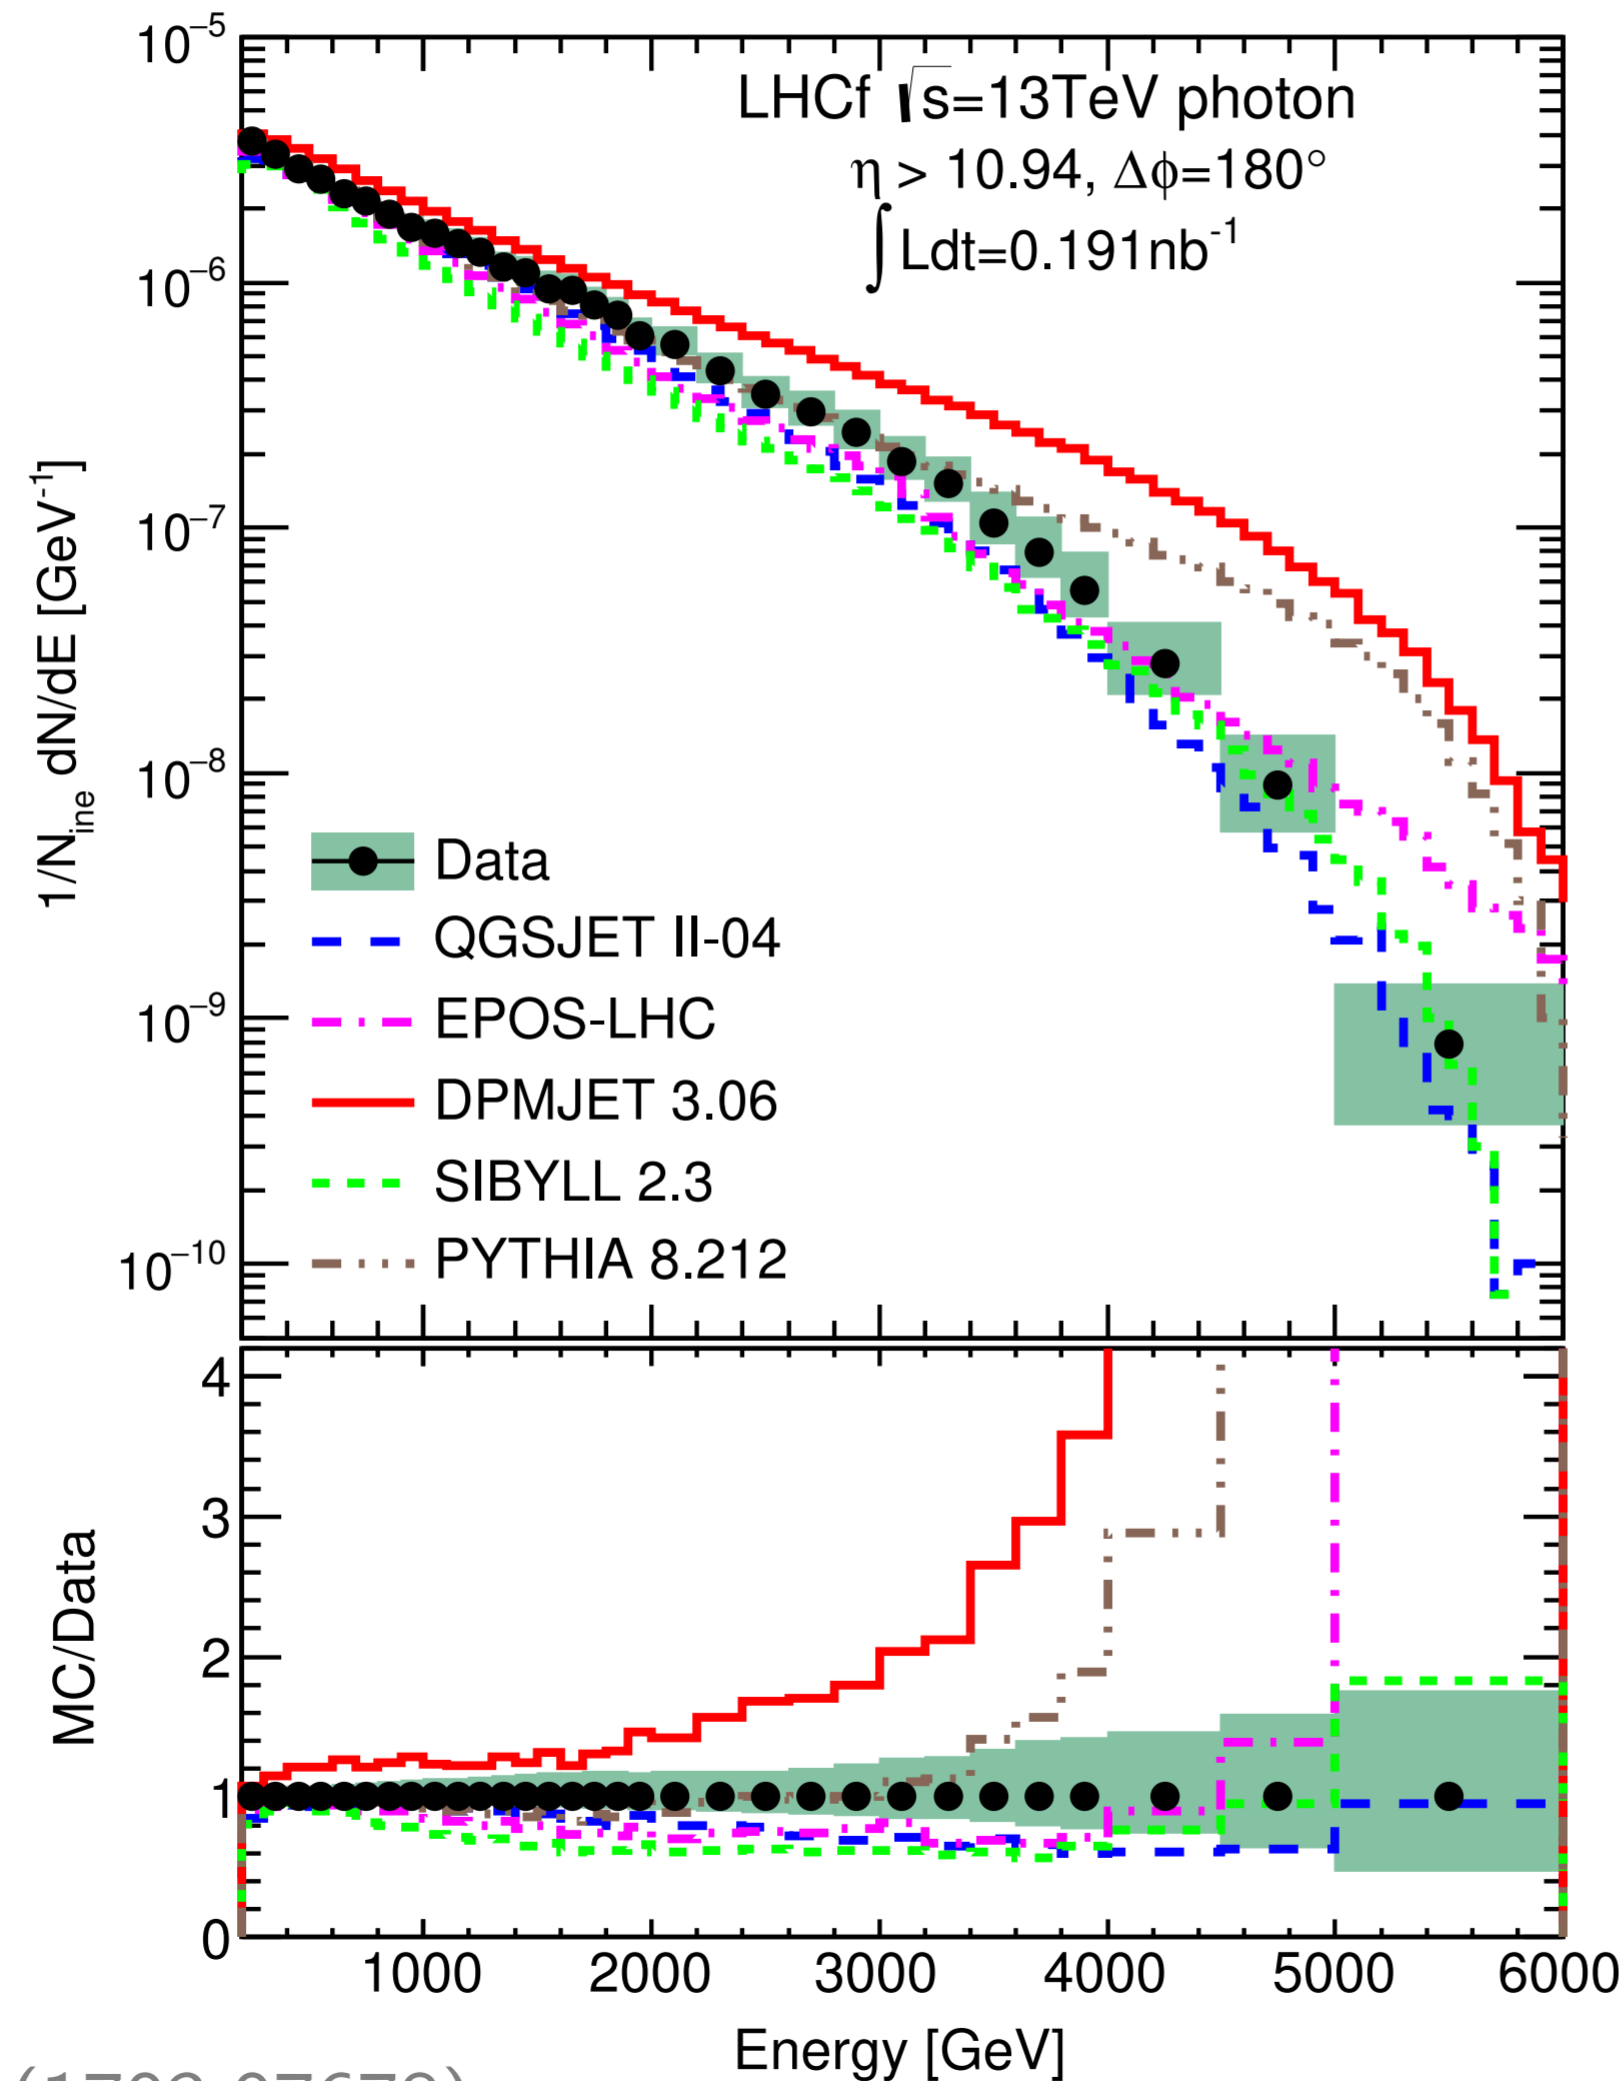 10⁻⁵
LHCf √s=13TeV photon
η > 10.94, Δϕ=180°
∫Ldt=0.191nb⁻¹
10⁻⁶
10⁻⁷
10⁻⁸
10⁻⁹
10⁻¹⁰
1/Nᵢₙₑ dN/dE [GeV⁻¹]
Data
QGSJET II-04
EPOS-LHC
DPMJET 3.06
SIBYLL 2.3
PYTHIA 8.212
4
3
2
1
0
MC/Data
1000 2000 3000 4000 5000 6000
Energy [GeV]